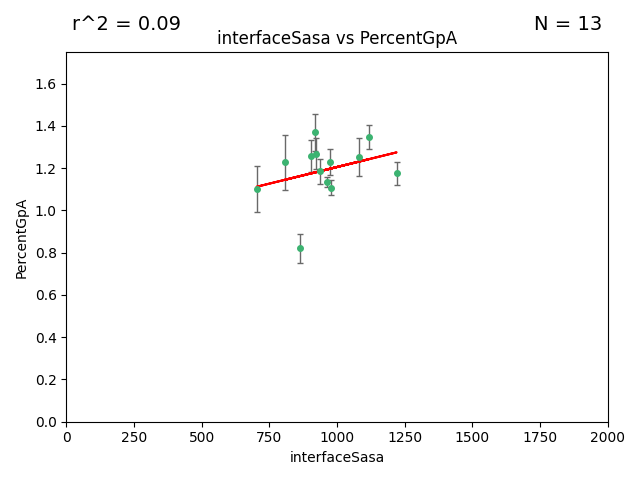 r^2 = 0.09
N = 13
interfaceSasa vs PercentGpA
PercentGpA
1.6
1.4
1.2
1.0
0.8
0.6
0.4
0.2
0.0
0 250 500 750 1000 1250 1500 1750 2000
interfaceSasa